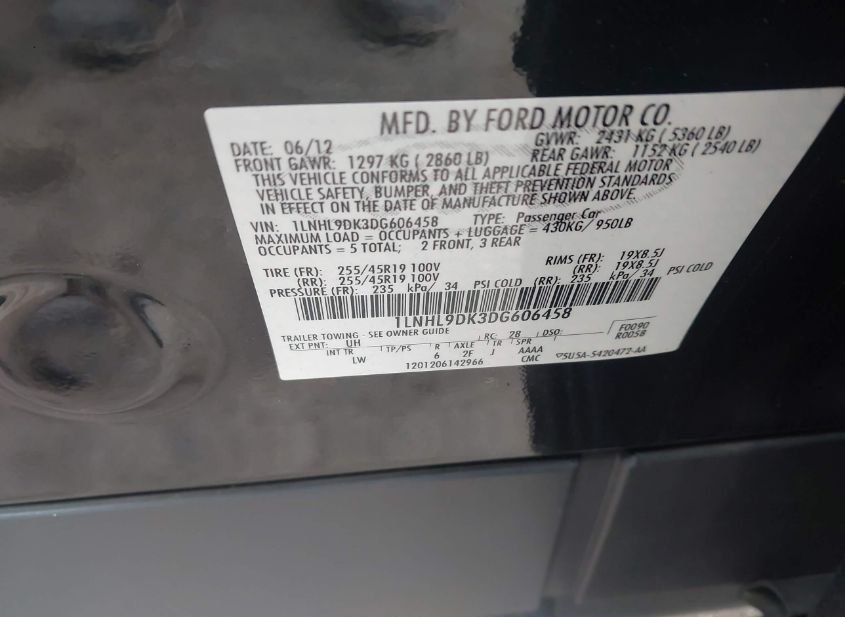 MFD. BY FORD MOTOR CO.
DATE: 06/12 GVWR: 2431 KG ( 5360 LB)
FRONT GAWR: 1297 KG ( 2860 LB) REAR GAWR: 1152 KG ( 2540 LB)
THIS VEHICLE CONFORMS TO ALL APPLICABLE FEDERAL MOTOR
VEHICLE SAFETY, BUMPER, AND THEFT PREVENTION STANDARDS
IN EFFECT ON THE DATE OF MANUFACTURE SHOWN ABOVE.
VIN: 1LNHL9DK3DG606458 TYPE: Passenger Car
MAXIMUM LOAD = OCCUPANTS + LUGGAGE = 430KG/ 950LB
OCCUPANTS = 5 TOTAL; 2 FRONT, 3 REAR
TIRE (FR): 255/45R19 100V RIMS (FR): 19X8.5J
(RR): 255/45R19 100V (RR): 19X8.5J
PRESSURE (FR): 235 kPa/ 34 PSI COLD (RR): 235 kPa/ 34 PSI COLD
1LNHL9DK3DG606458
TRAILER TOWING - SEE OWNER GUIDE RC: 28 DSO: F0090
EXT PNT: UH R0058
INT TR TP/PS R AXLE TR SPR
LW 6 2F J AAAA
CMC
1201206142966
▽5U5A-5420472-AA